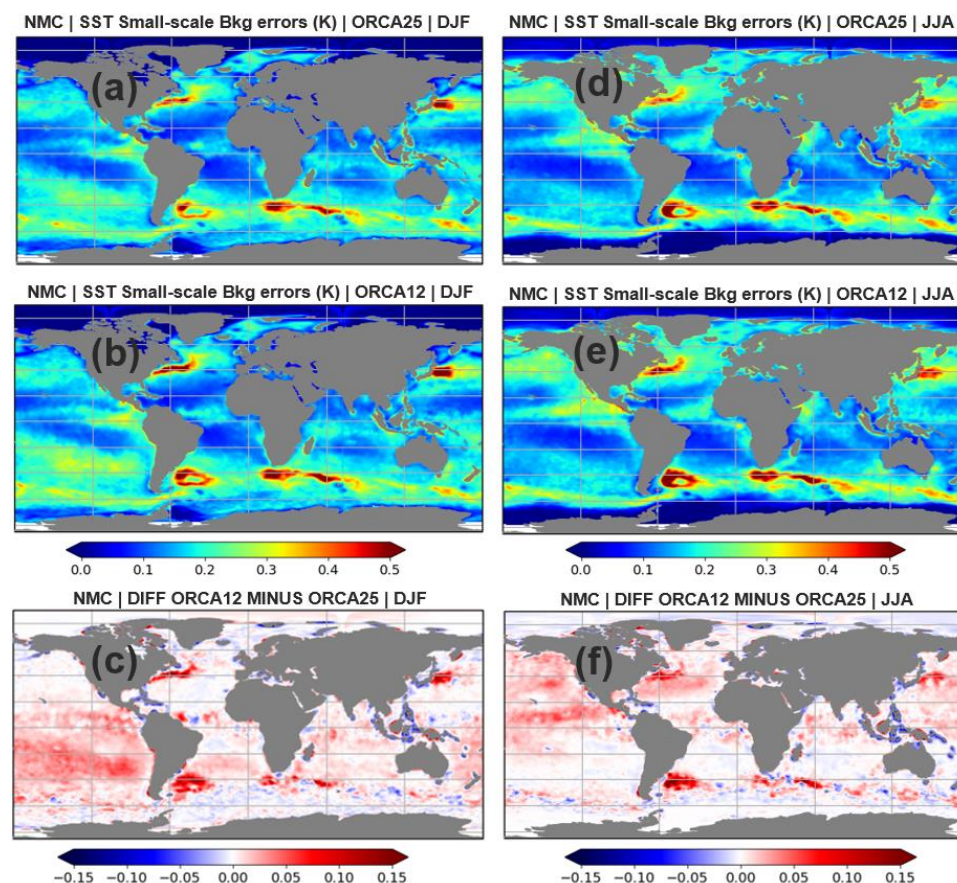 NMC | SST Small-scale Bkg errors (K) | ORCA25 | DJF
(a)
NMC | SST Small-scale Bkg errors (K) | ORCA25 | JJA
(d)
NMC | SST Small-scale Bkg errors (K) | ORCA12 | DJF
(b)
NMC | SST Small-scale Bkg errors (K) | ORCA12 | JJA
(e)
0.0 0.1 0.2 0.3 0.4 0.5
0.0 0.1 0.2 0.3 0.4 0.5
NMC | DIFF ORCA12 MINUS ORCA25 | DJF
(c)
NMC | DIFF ORCA12 MINUS ORCA25 | JJA
(f)
−0.15 −0.10 −0.05 0.00 0.05 0.10 0.15
−0.15 −0.10 −0.05 0.00 0.05 0.10 0.15